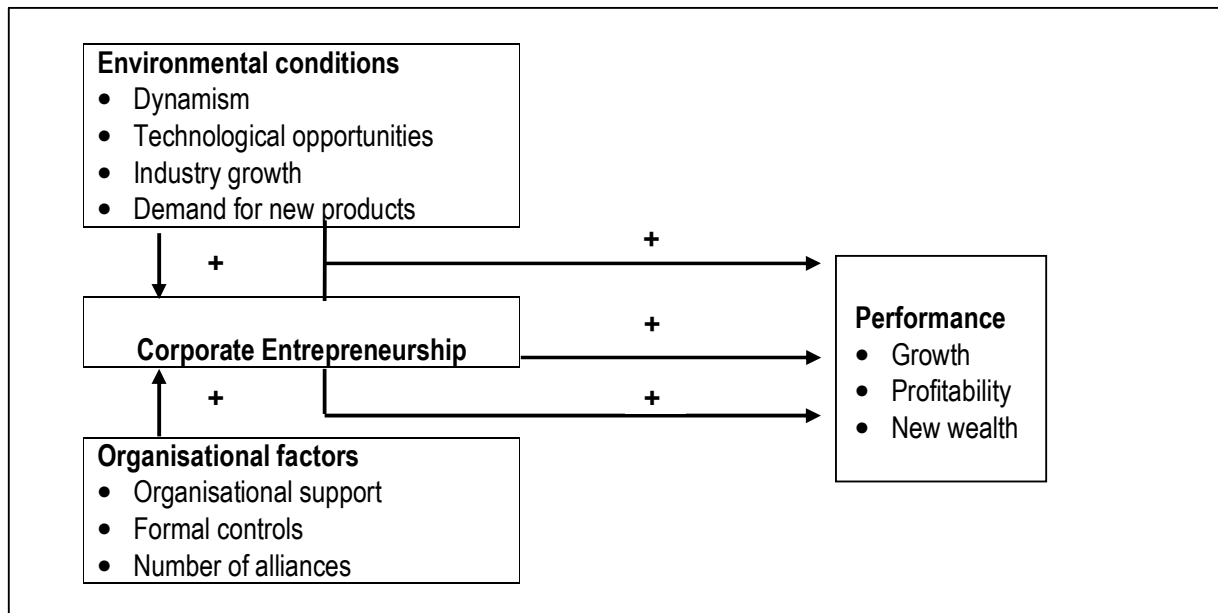 Environmental conditions
• Dynamism
• Technological opportunities
• Industry growth
• Demand for new products
+
+
Corporate Entrepreneurship
+
+
+
Performance
• Growth
• Profitability
• New wealth
Organisational factors
• Organisational support
• Formal controls
• Number of alliances